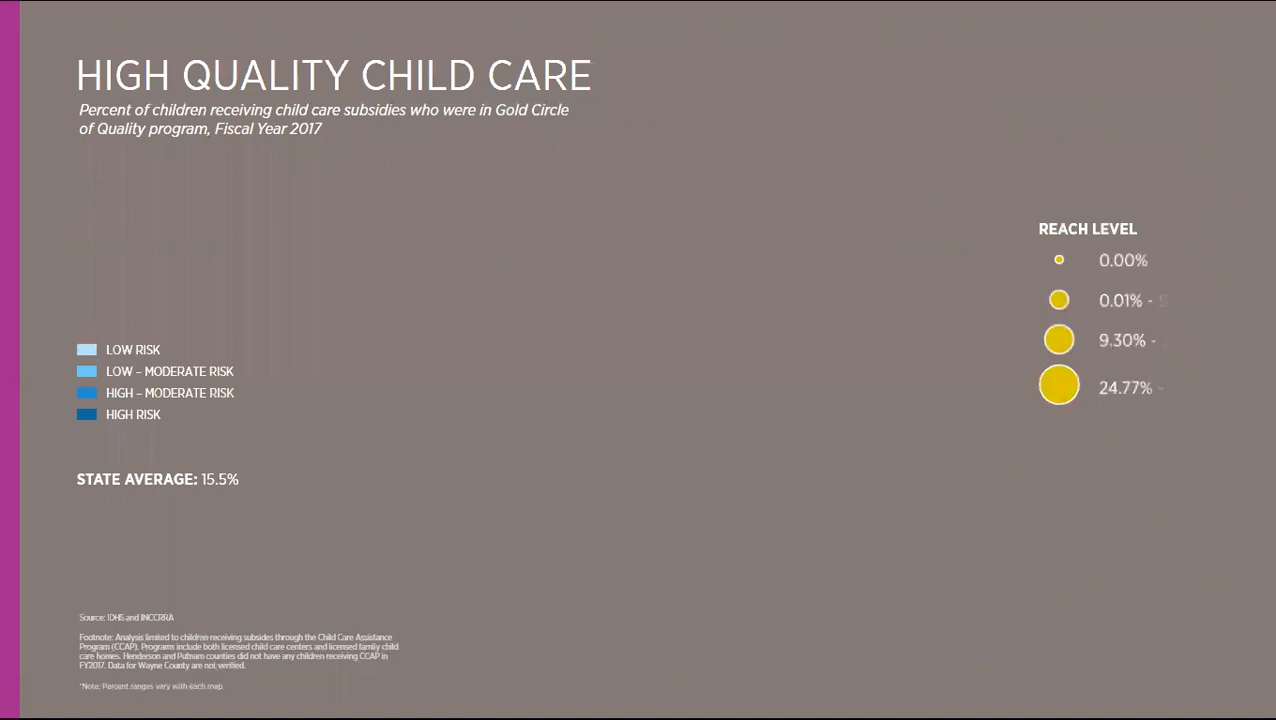 HIGH QUALITY CHILD CARE
Percent of children receiving child care subsidies who were in Gold Circle
of Quality program, Fiscal Year 2017
REACH LEVEL
0.00%
0.01% -
9.30% -
24.77% -
LOW RISK
LOW – MODERATE RISK
HIGH – MODERATE RISK
HIGH RISK
STATE AVERAGE: 15.5%
Source: IDHS and INCCRRA
Footnote: Analysis limited to children receiving subsides through the Child Care Assistance
Program (CCAP). Programs include both licensed child care centers and licensed family child
care homes. Henderson and Putnam counties did not have any children receiving CCAP in
FY2017. Data for Wayne County are not verified.
*Note: Percent ranges vary with each map.